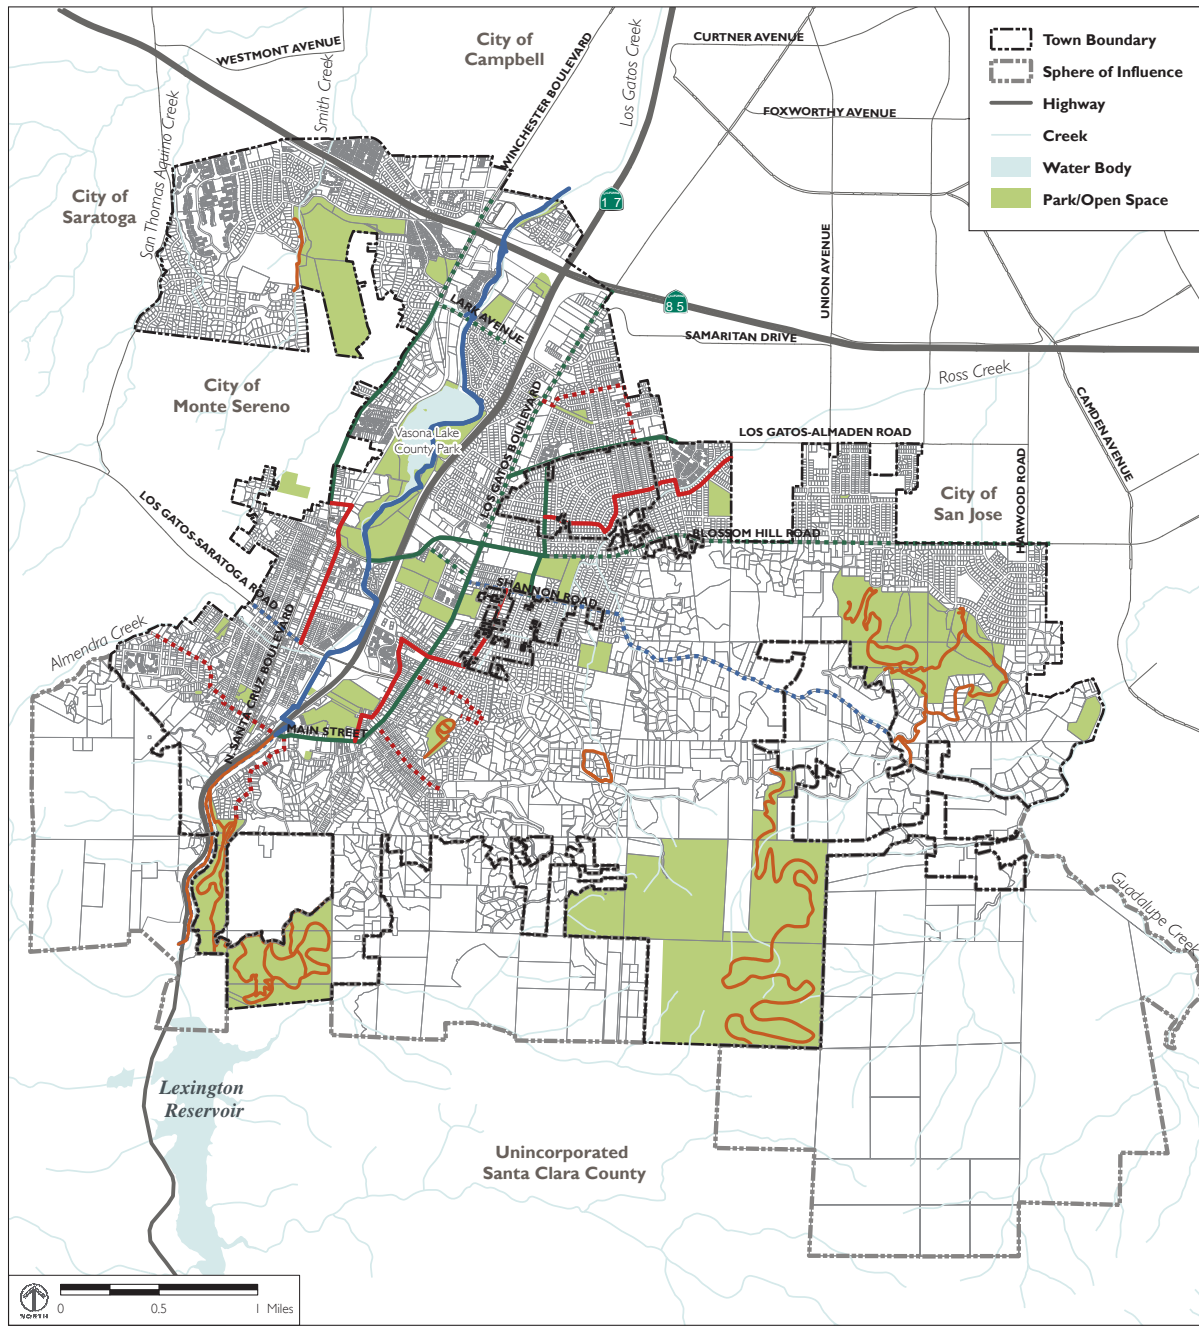 WESTMONT AVENUE
City of
Campbell
Los Gatos Creek
CURTNER AVENUE
Town Boundary
Sphere of Influence
Highway
Creek
Water Body
Park/Open Space
Smith Creek
WINCHESTER BOULEVARD
FOXWORTHY AVENUE
San Thomas Aquino Creek
City of
Saratoga
17
UNION AVENUE
85
LARK AVENUE
SAMARITAN DRIVE
City of
Monte Sereno
Ross Creek
CAMDEN AVENUE
LOS GATOS BOULEVARD
Vasona Lake
County Park
LOS GATOS-ALMADEN ROAD
HARWOOD ROAD
City of
San Jose
LOS GATOS-SARATOGA ROAD
BLOSSOM HILL ROAD
SHANNON ROAD
Almendra Creek
N. SANTA CRUZ BOULEVARD
MAIN STREET
Guadalupe Creek
Lexington
Reservoir
Unincorporated
Santa Clara County
NORTH
0
0.5
1 Miles